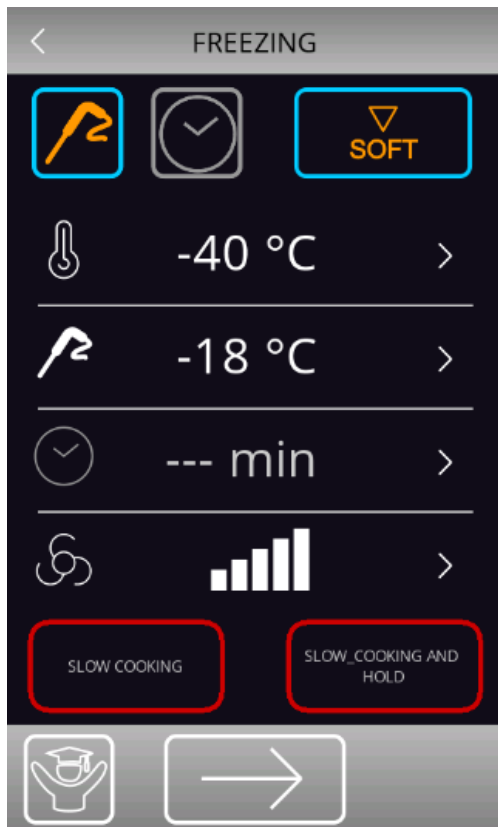 FREEZING
SOFT
-40 °C
-18 °C
--- min
SLOW COOKING
SLOW_COOKING AND
HOLD